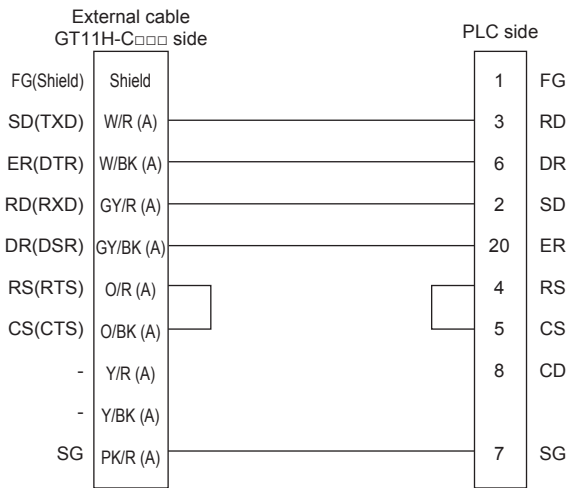 External cable
GT11H-C□□□ side
PLC side
FG(Shield) Shield 1 FG
SD(TXD) W/R (A) 3 RD
ER(DTR) W/BK (A) 6 DR
RD(RXD) GY/R (A) 2 SD
DR(DSR) GY/BK (A) 20 ER
RS(RTS) O/R (A) 4 RS
CS(CTS) O/BK (A) 5 CS
- Y/R (A) 8 CD
- Y/BK (A)
SG PK/R (A) 7 SG